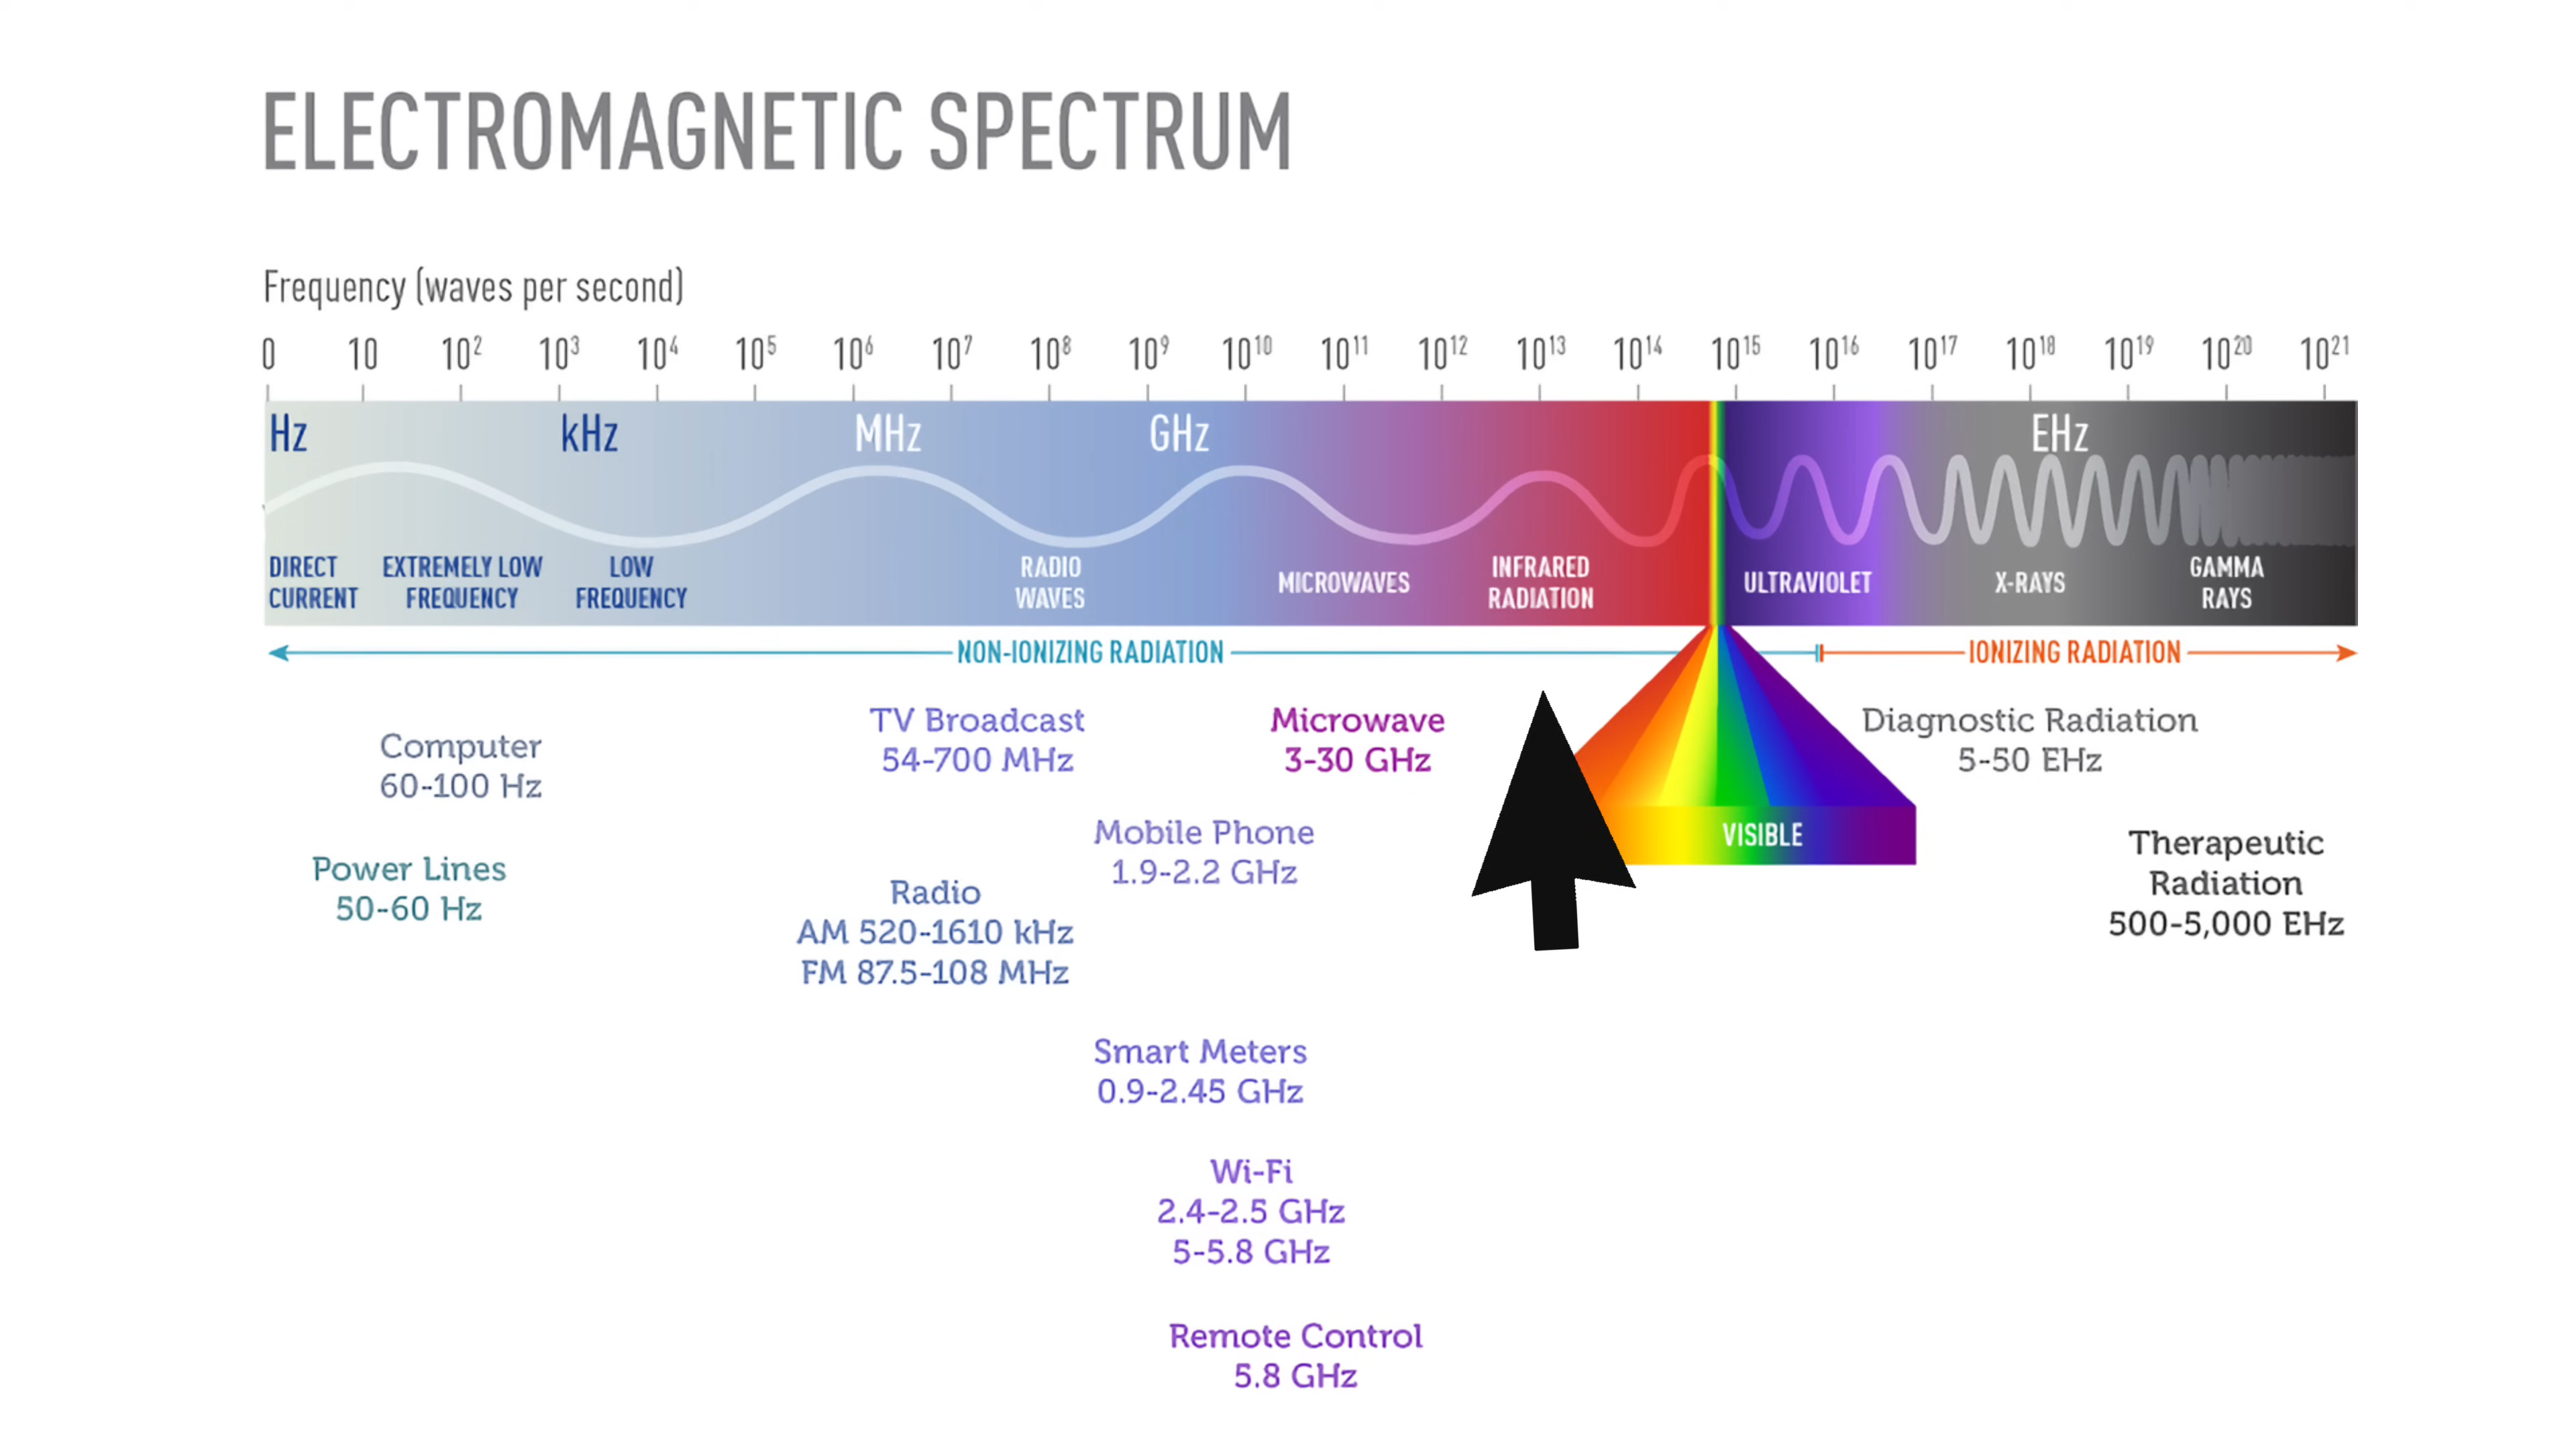 ELECTROMAGNETIC SPECTRUM
Frequency (waves per second)
0 10 10² 10³ 10⁴ 10⁵ 10⁶ 10⁷ 10⁸ 10⁹ 10¹⁰ 10¹¹ 10¹² 10¹³ 10¹⁴ 10¹⁵ 10¹⁶ 10¹⁷ 10¹⁸ 10¹⁹ 10²⁰ 10²¹
Hz kHz MHz GHz EHz
DIRECT
CURRENT
EXTREMELY LOW
FREQUENCY
LOW
FREQUENCY
RADIO
WAVES
MICROWAVES
INFRARED
RADIATION
ULTRAVIOLET
X-RAYS
GAMMA
RAYS
NON-IONIZING RADIATION
IONIZING RADIATION
Computer
60-100 Hz
Power Lines
50-60 Hz
TV Broadcast
54-700 MHz
Radio
AM 520-1610 kHz
FM 87.5-108 MHz
Microwave
3-30 GHz
Mobile Phone
1.9-2.2 GHz
Smart Meters
0.9-2.45 GHz
Wi-Fi
2.4-2.5 GHz
5-5.8 GHz
Remote Control
5.8 GHz
VISIBLE
Diagnostic Radiation
5-50 EHz
Therapeutic
Radiation
500-5,000 EHz